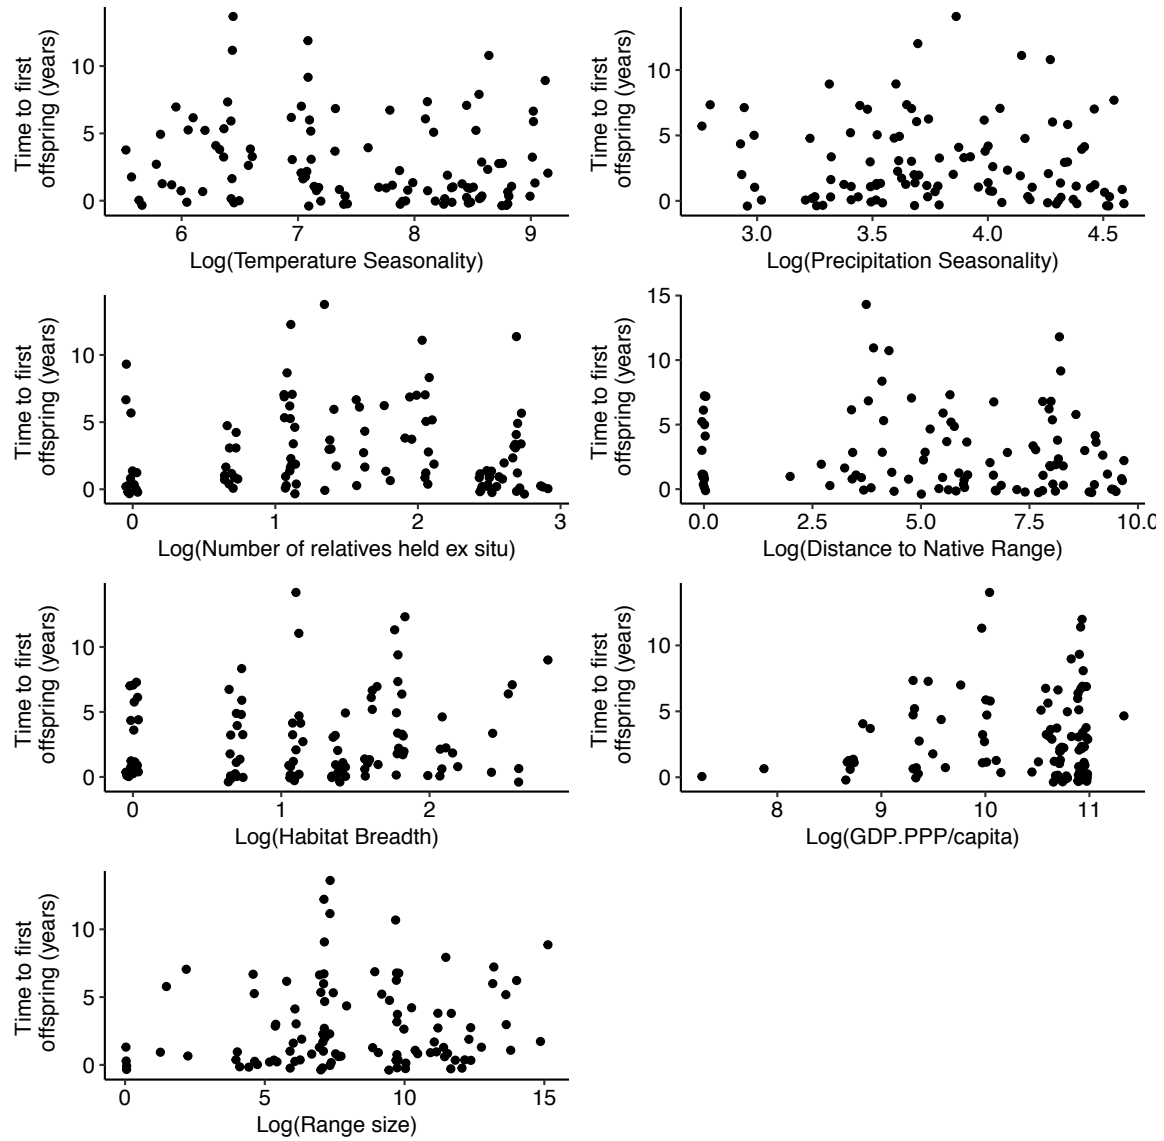 Time to first
offspring (years)
10
5
0
6
7
8
9
Log(Temperature Seasonality)
Time to first
offspring (years)
10
5
0
3.0
3.5
4.0
4.5
Log(Precipitation Seasonality)
Time to first
offspring (years)
10
5
0
0
1
2
3
Log(Number of relatives held ex situ)
Time to first
offspring (years)
15
10
5
0
0.0
2.5
5.0
7.5
10.0
Log(Distance to Native Range)
Time to first
offspring (years)
10
5
0
0
1
2
Log(Habitat Breadth)
Time to first
offspring (years)
10
5
0
8
9
10
11
Log(GDP.PPP/capita)
Time to first
offspring (years)
10
5
0
0
5
10
15
Log(Range size)